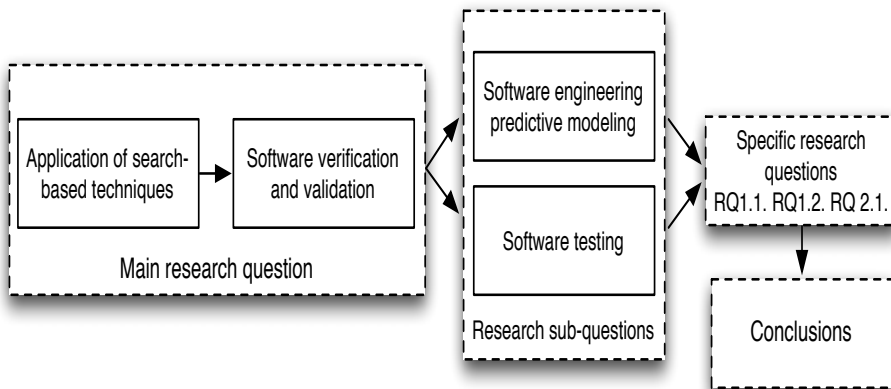 Application of search-
based techniques
Software verification
and validation
Main research question
Software engineering
predictive modeling
Software testing
Research sub-questions
Specific research
questions
RQ1.1. RQ1.2. RQ 2.1.
Conclusions